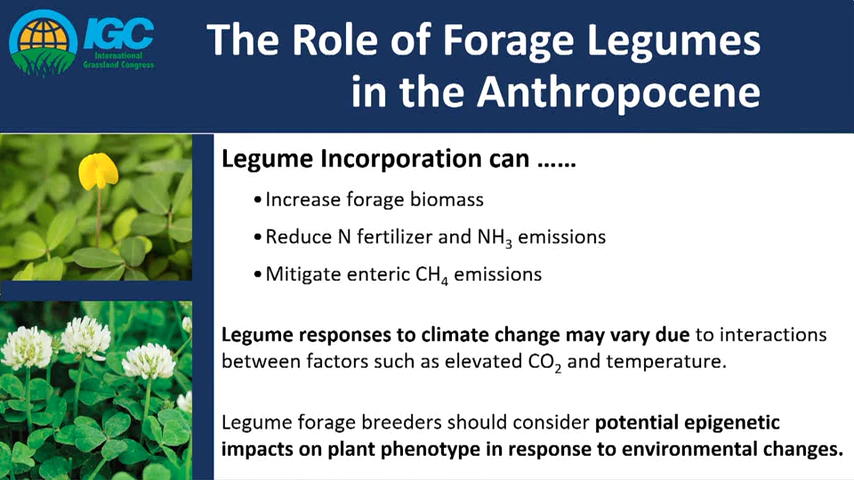 IGC
International
Grassland Congress
The Role of Forage Legumes
in the Anthropocene
Legume Incorporation can ......
• Increase forage biomass
• Reduce N fertilizer and NH₃ emissions
• Mitigate enteric CH₄ emissions
Legume responses to climate change may vary due to interactions
between factors such as elevated CO₂ and temperature.
Legume forage breeders should consider potential epigenetic
impacts on plant phenotype in response to environmental changes.